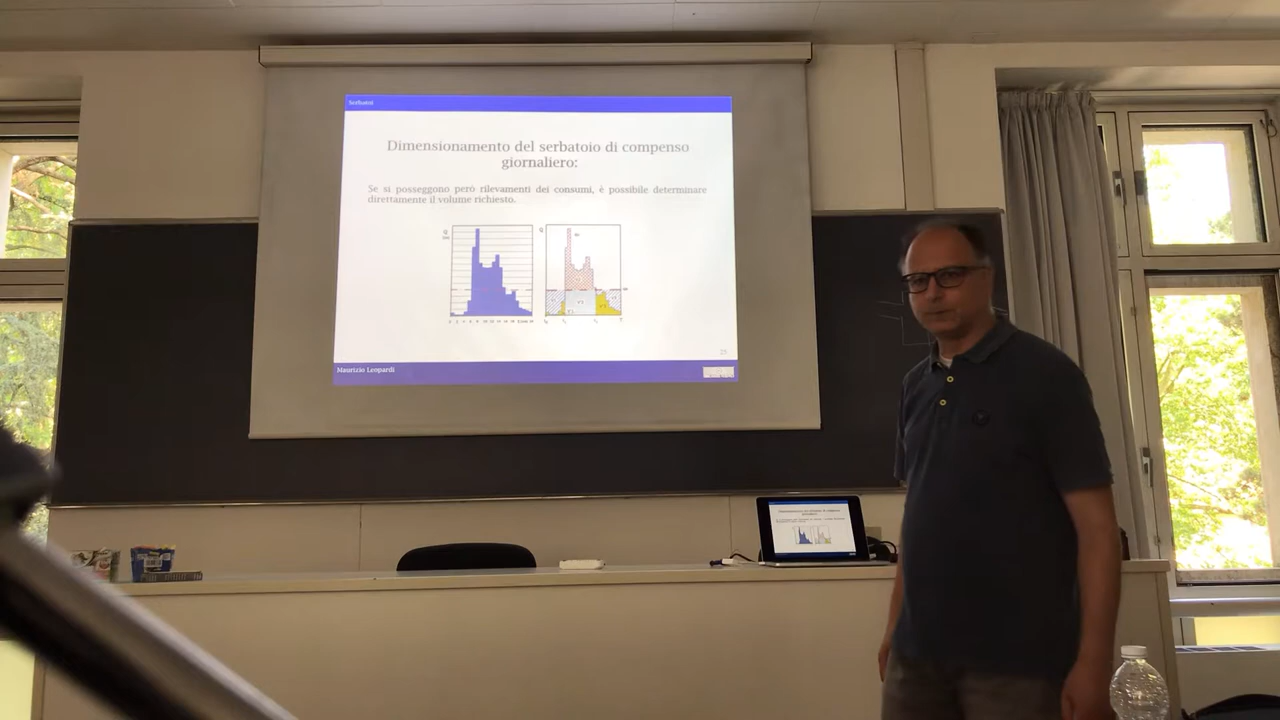 Serbatoi
Dimensionamento del serbatoio di compenso
giornaliero:
Se si posseggono però rilevamenti dei consumi, è possibile determinare
direttamente il volume richiesto.
25
Maurizio Leopardi